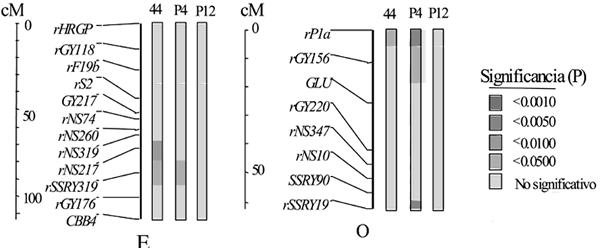 cM
44 P4 P12
0
rHRGP
rGY118
rF19b
rS2
GY217
50
rNS74
rNS260
rNS319
rNS217
rSSRY319
100
rGY176
CBB4
E
cM
44 P4 P12
0
rP1a
rGY156
GLU
rGY220
rNS347
50
rNS10
SSRY90
rSSRY19
O
Significancia (P)
<0.0010
<0.0050
<0.0100
<0.0500
No significativo